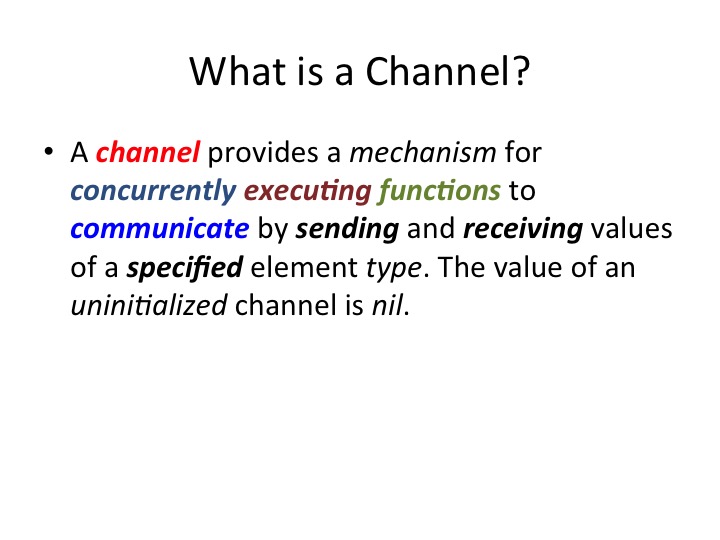 What is a Channel?
• A channel provides a mechanism for
concurrently executing functions to
communicate by sending and receiving values
of a specified element type. The value of an
uninitialized channel is nil.